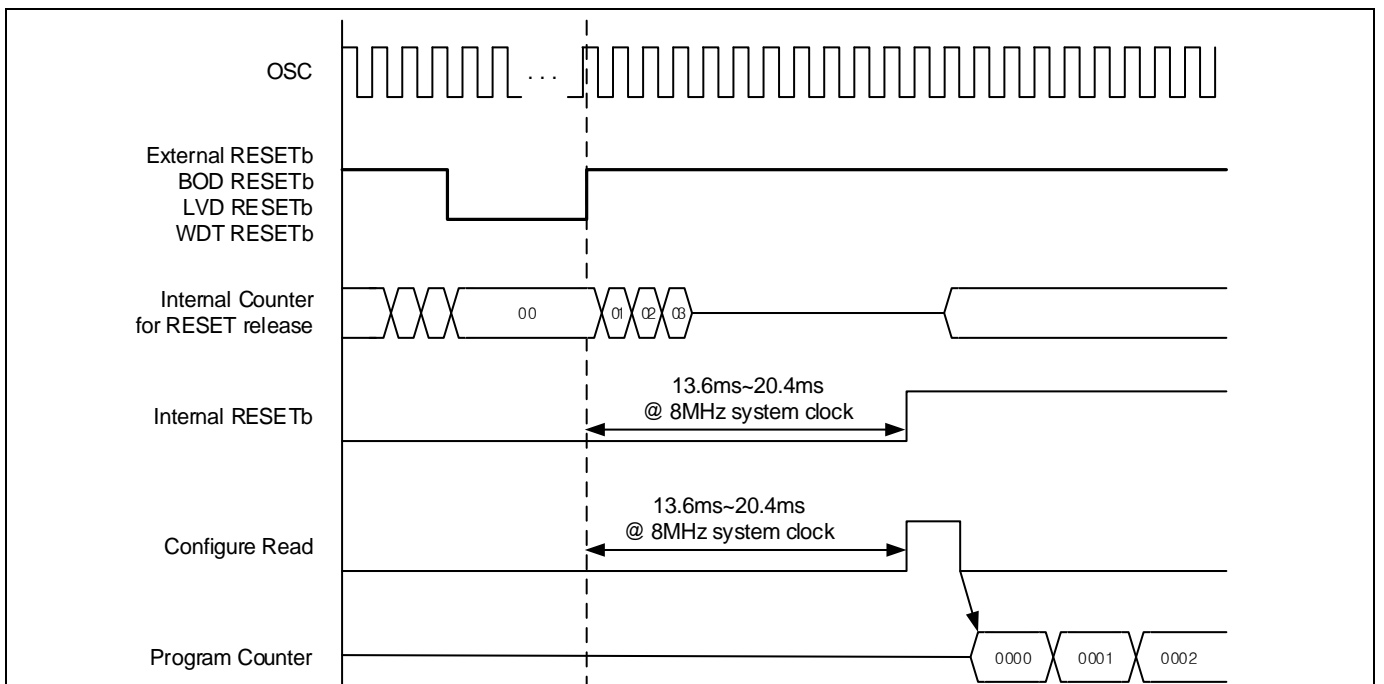 OSC
. . .
External RESETb
BOD RESETb
LVD RESETb
WDT RESETb
Internal Counter
for RESET release
00
01
02
03
13.6ms~20.4ms
@ 8MHz system clock
Internal RESETb
13.6ms~20.4ms
@ 8MHz system clock
Configure Read
Program Counter
0000
0001
0002